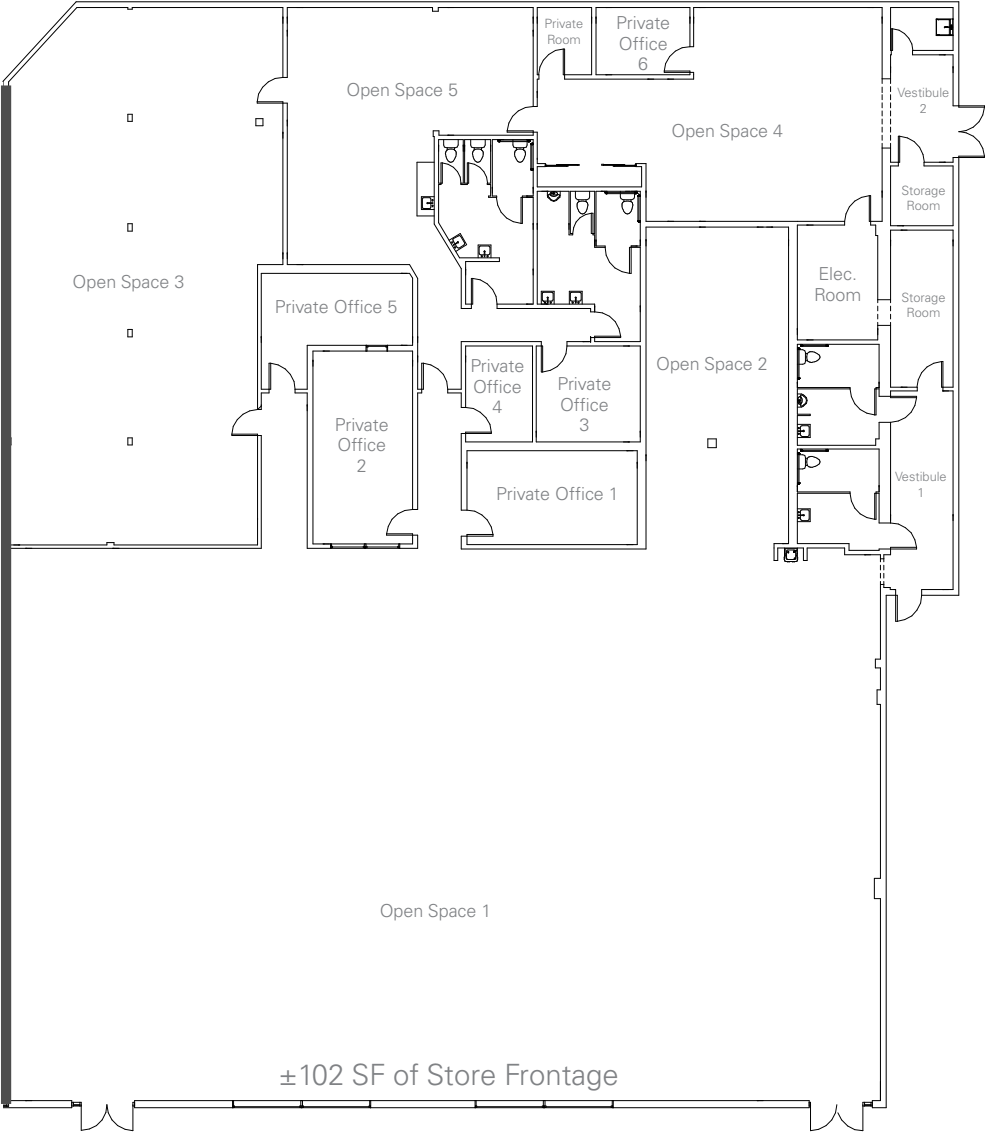 Private
Room
Private
Office
6
Open Space 5
Vestibule
2
Open Space 4
Storage
Room
Open Space 3
Elec.
Room
Private Office 5
Storage
Room
Open Space 2
Private
Office
4
Private
Office
3
Private
Office
2
Private Office 1
Vestibule
1
Open Space 1
±102 SF of Store Frontage